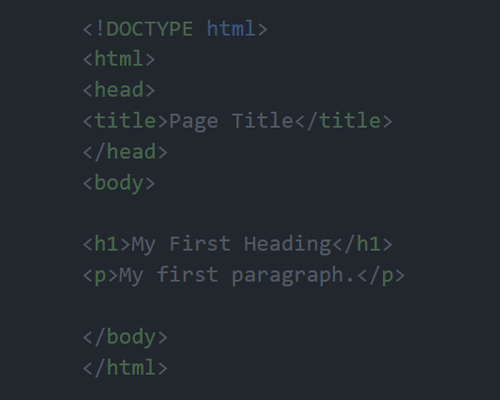 <!DOCTYPE html>
<html>
<head>
<title>Page Title</title>
</head>
<body>
<h1>My First Heading</h1>
<p>My first paragraph.</p>
</body>
</html>